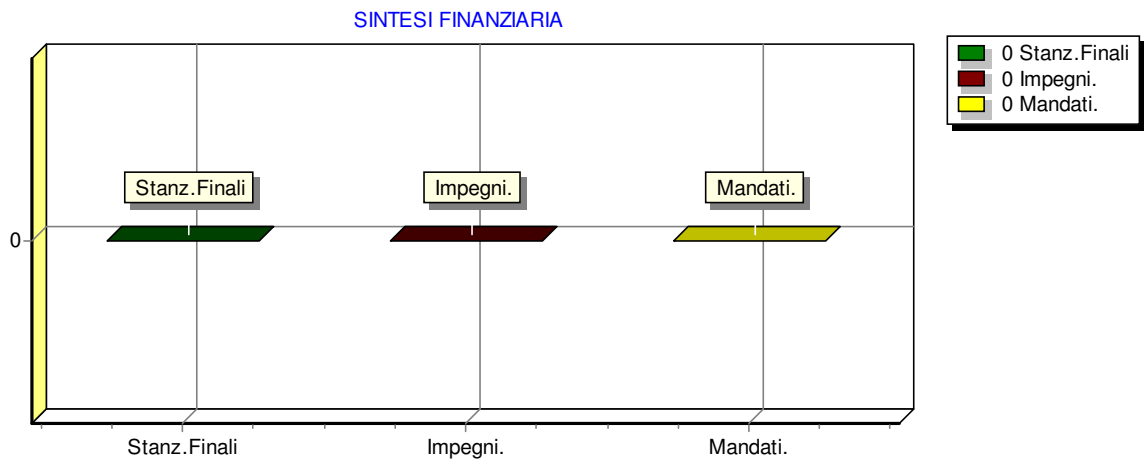 SINTESI FINANZIARIA
0 Stanz.Finali
0 Impegni.
0 Mandati.
Stanz.Finali
Impegni.
Mandati.
0
Stanz.Finali
Impegni.
Mandati.